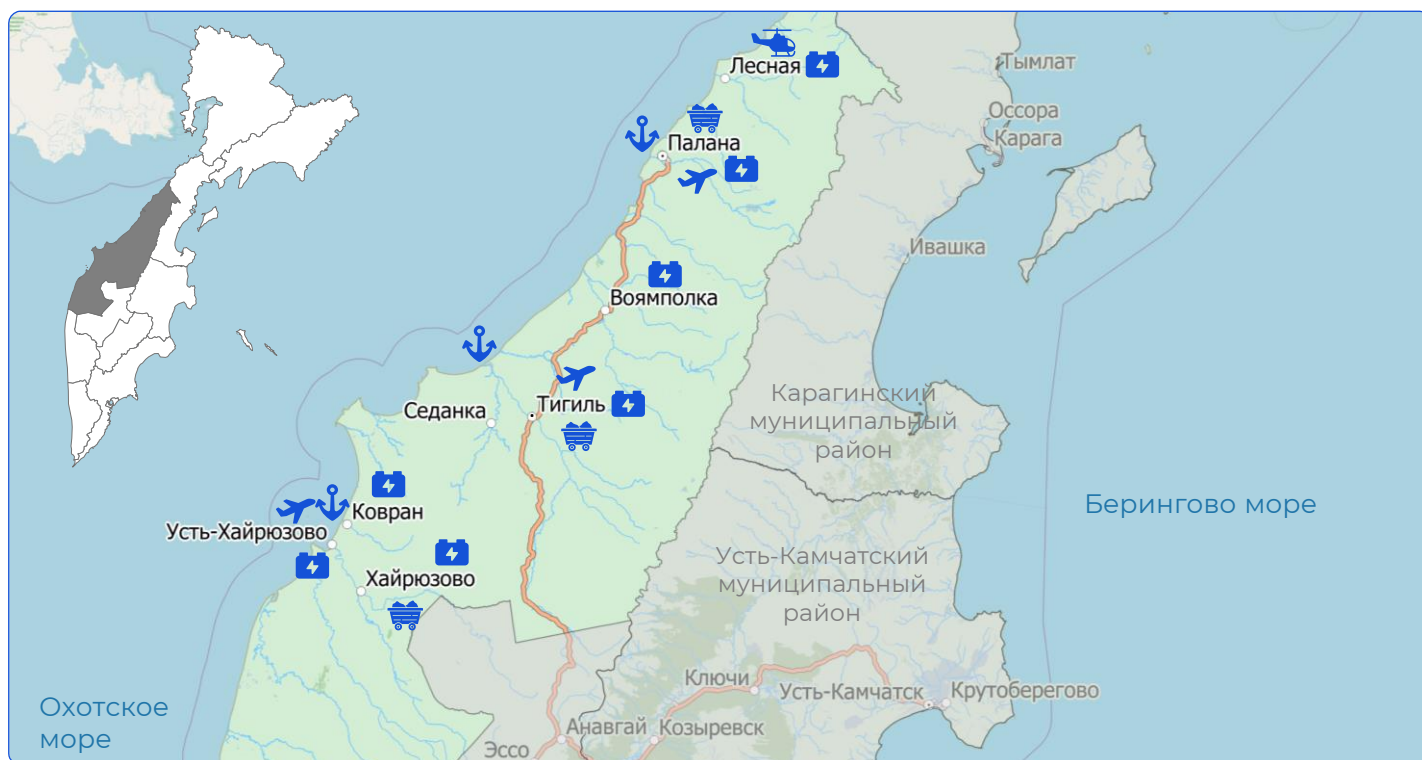 Тымлат
Лесная
Оссора
Карага
Палана
Ивашка
Воямполка
Карагинский
муниципальный
район
Седанка
Тигиль
Берингово море
Ковран
Усть-Хайрюзово
Усть-Камчатский
муниципальный
район
Хайрюзово
Ключи
Усть-Камчатск
Крутоберегово
Охотское
море
Анавгай
Козыревск
Эссо